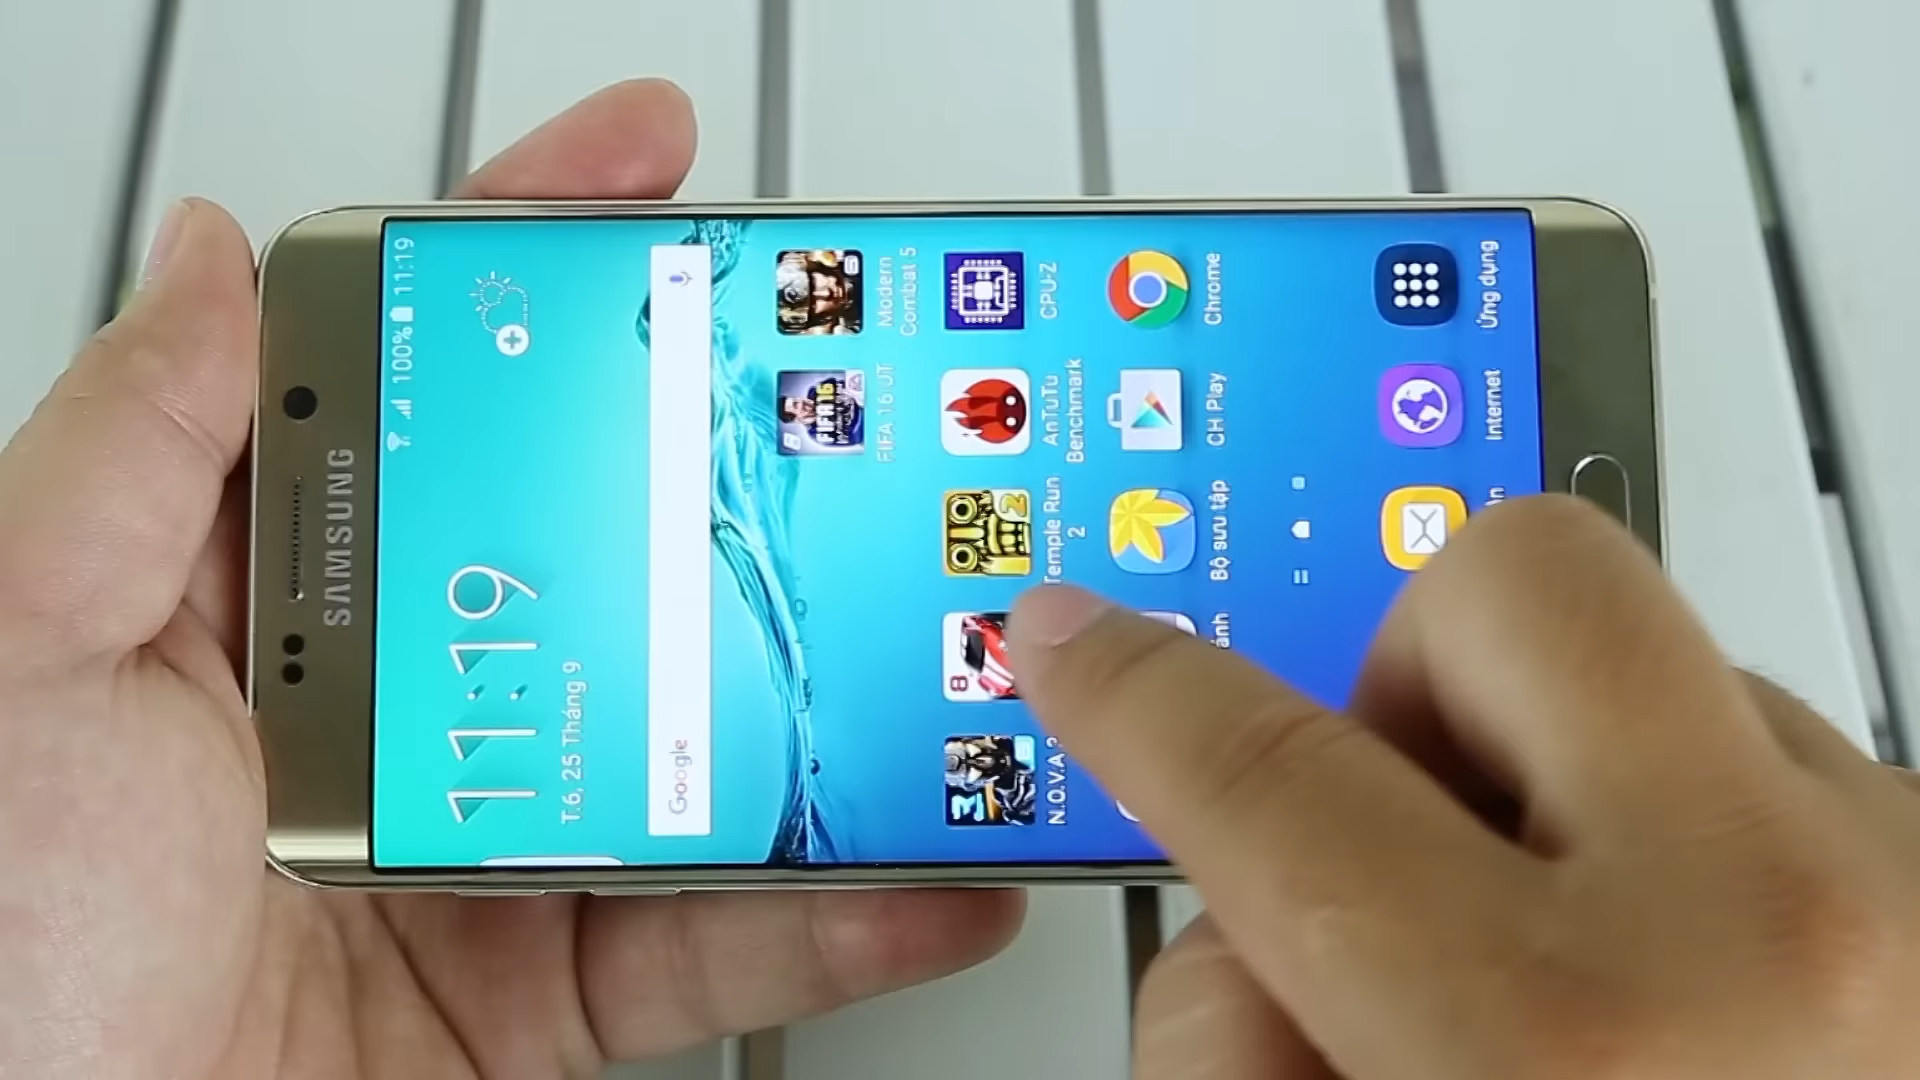 SAMSUNG
100% 11:19
11:19
T.6, 25 Tháng 9
Google
FIFA 16 UT
Modern
Combat 5
N.O.V.A
Temple Run
2
AnTuTu
Benchmark
CPU-Z
Bộ sưu tập
CH Play
Chrome
Internet
Ứng dụng